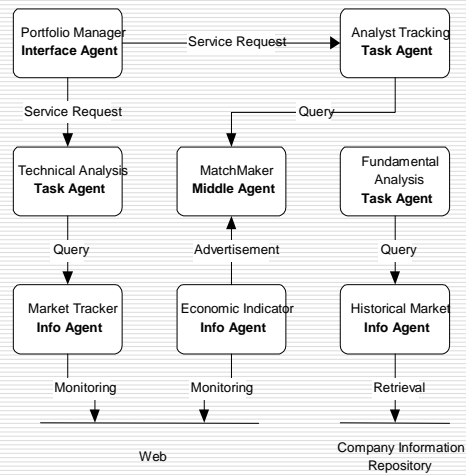 Portfolio Manager
Interface Agent
Service Request
Analyst Tracking
Task Agent
Service Request
Query
Technical Analysis
Task Agent
MatchMaker
Middle Agent
Fundamental
Analysis
Task Agent
Query
Advertisement
Query
Market Tracker
Info Agent
Economic Indicator
Info Agent
Historical Market
Info Agent
Monitoring
Monitoring
Retrieval
Web
Company Information
Repository